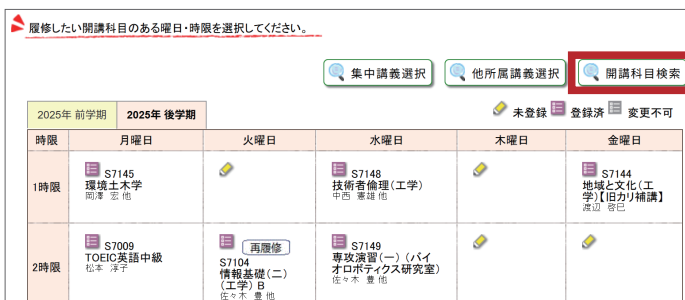 履修したい開講科目のある曜日・時限を選択してください。
集中講義選択 他所属講義選択 開講科目検索
2025年 前学期 2025年 後学期 未登録 登録済 変更不可
時限 月曜日 火曜日 水曜日 木曜日 金曜日
1時限
S7145
環境土木学
岡澤 宏 他
S7148
技術者倫理(工学)
中西 憲雄 他
S7144
地域と文化(工
学)【旧カリ補講】
渡辺 啓巳
2時限
S7009
TOEIC英語中級
松本 淳子
再履修
S7104
情報基礎(二)
(工学) B
佐々木 豊 他
S7149
専攻演習(一) (バイ
オロボティクス研究室)
佐々木 豊 他